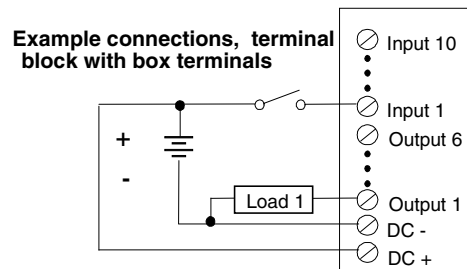 Example connections, terminal
block with box terminals
Input 10
Input 1
Output 6
+
-
Load 1
Output 1
DC -
DC +